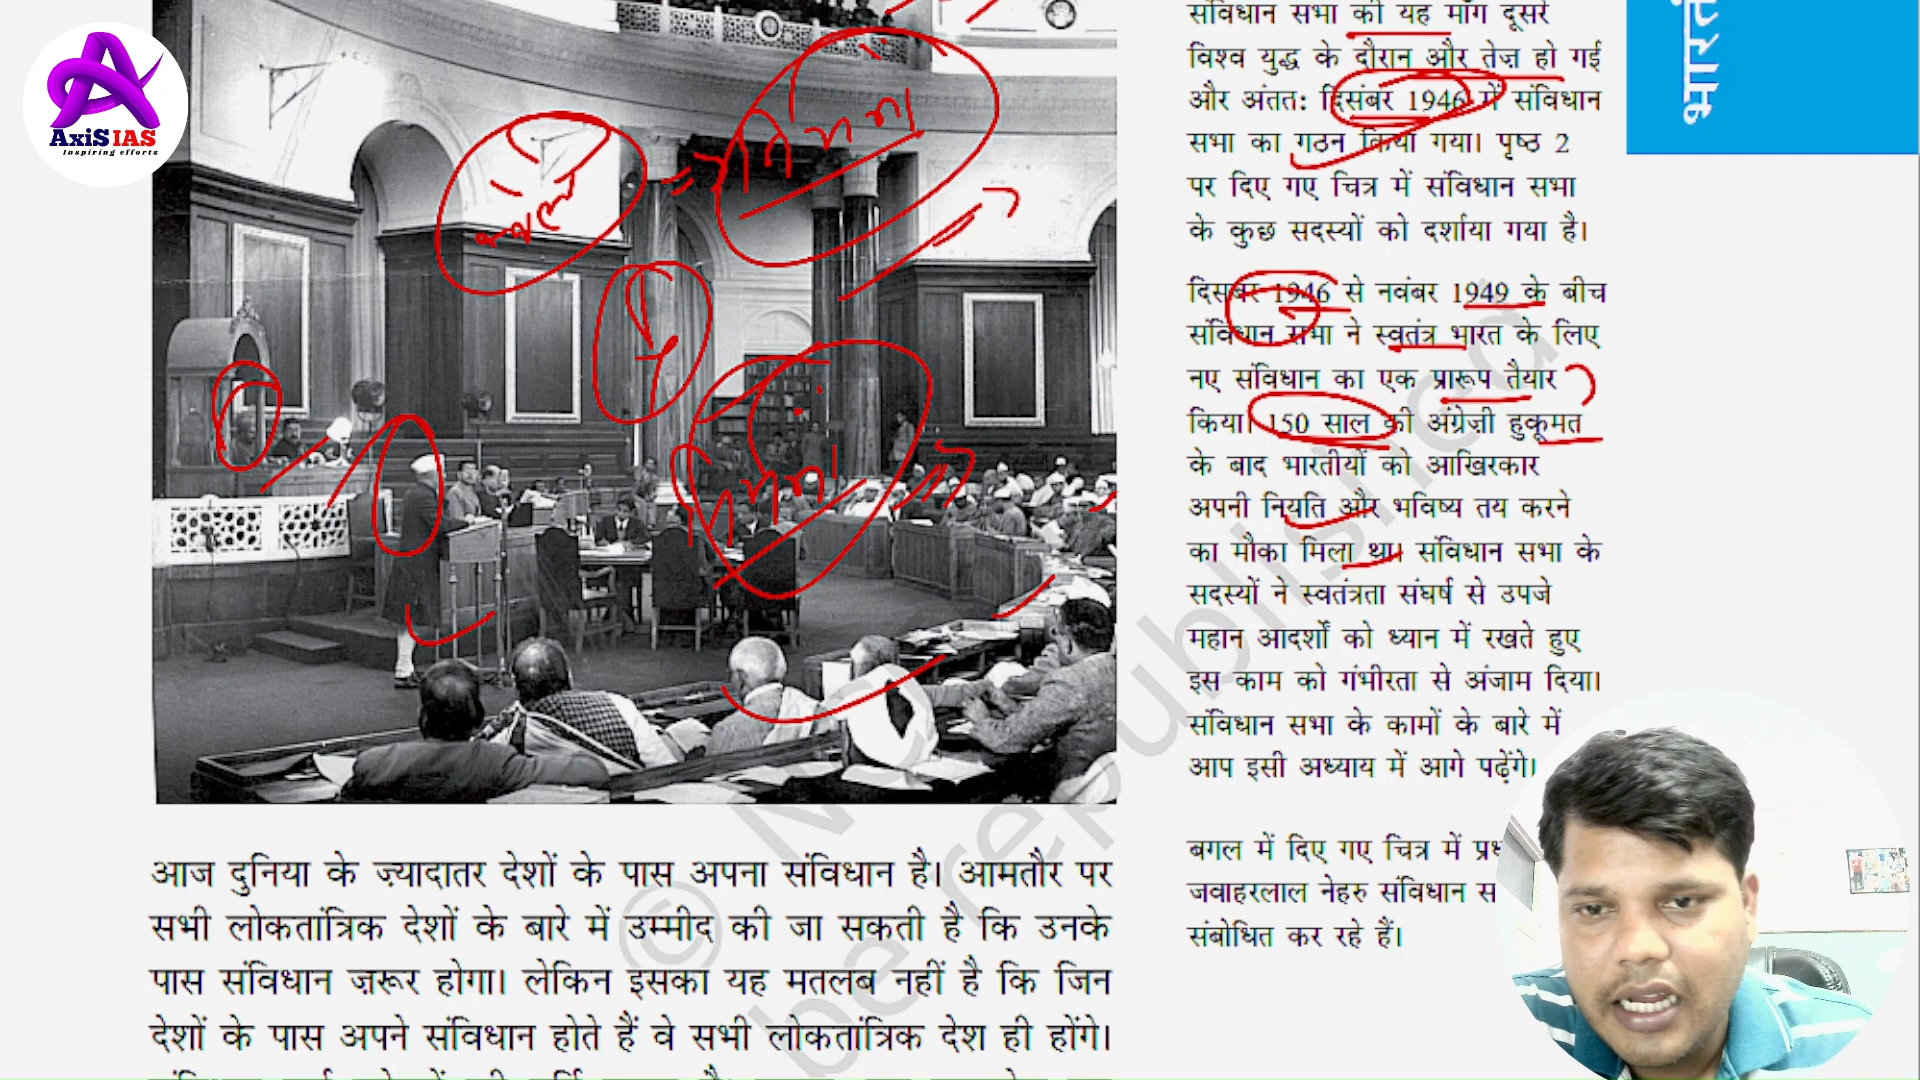 AxiS IAS
Inspiring efforts
संविधान सभा की यह माँग दूसरे
विश्व युद्ध के दौरान और तेज़ हो गई
और अंततः दिसंबर 1946 में संविधान
सभा का गठन किया गया। पृष्ठ 2
पर दिए गए चित्र में संविधान सभा
के कुछ सदस्यों को दर्शाया गया है।
दिसंबर 1946 से नवंबर 1949 के बीच
संविधान सभा ने स्वतंत्र भारत के लिए
नए संविधान का एक प्रारूप तैयार
किया। 150 साल की अंग्रेज़ी हुकूमत
के बाद भारतीयों को आखिरकार
अपनी नियति और भविष्य तय करने
का मौका मिला था। संविधान सभा के
सदस्यों ने स्वतंत्रता संघर्ष से उपजे
महान आदर्शों को ध्यान में रखते हुए
इस काम को गंभीरता से अंजाम दिया।
संविधान सभा के कामों के बारे में
आप इसी अध्याय में आगे पढ़ेंगे।
बगल में दिए गए चित्र में
जवाहरलाल नेहरु संविधान
संबोधित कर रहे हैं।
आज दुनिया के ज़्यादातर देशों के पास अपना संविधान है। आमतौर पर
सभी लोकतांत्रिक देशों के बारे में उम्मीद की जा सकती है कि उनके
पास संविधान ज़रूर होगा। लेकिन इसका यह मतलब नहीं है कि जिन
देशों के पास अपने संविधान होते हैं वे सभी लोकतांत्रिक देश ही होंगे।
be republished